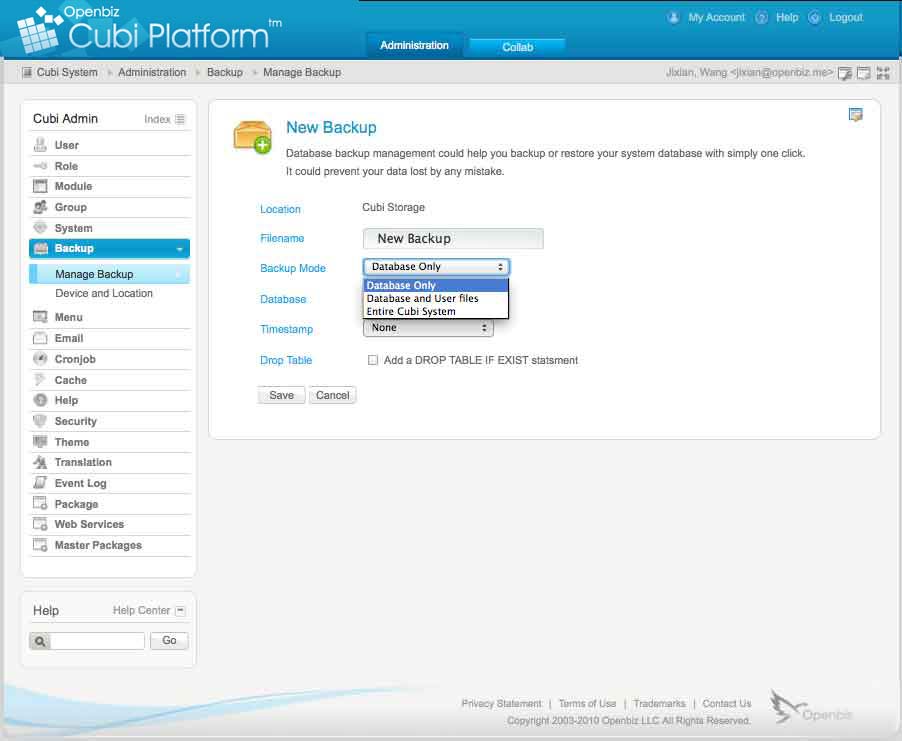 Openbiz
Cubi Platform™
My Account Help Logout
Administration Collab
Cubi System Administration Backup Manage Backup
Jixian, Wang <jixian@openbiz.me>
Cubi Admin Index
User
Role
Module
Group
System
Backup
Manage Backup
Device and Location
Menu
Email
Cronjob
Cache
Help
Security
Theme
Translation
Event Log
Package
Web Services
Master Packages
Help Help Center
Go
New Backup
Database backup management could help you backup or restore your system database with simply one click.
It could prevent your data lost by any mistake.
Location Cubi Storage
Filename New Backup
Backup Mode Database Only
Database Only
Database and User files
Entire Cubi System
Database
Timestamp None
Drop Table Add a DROP TABLE IF EXIST statsment
Save Cancel
Privacy Statement | Terms of Use | Trademarks | Contact Us
Copyright 2003-2010 Openbiz LLC All Rights Reserved.
Openbiz